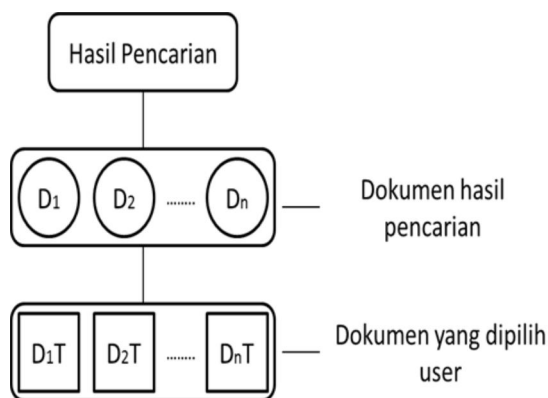 Hasil Pencarian
D1 D2 ........ Dn
Dokumen hasil
pencarian
D1T D2T ........ DnT
Dokumen yang dipilih
user